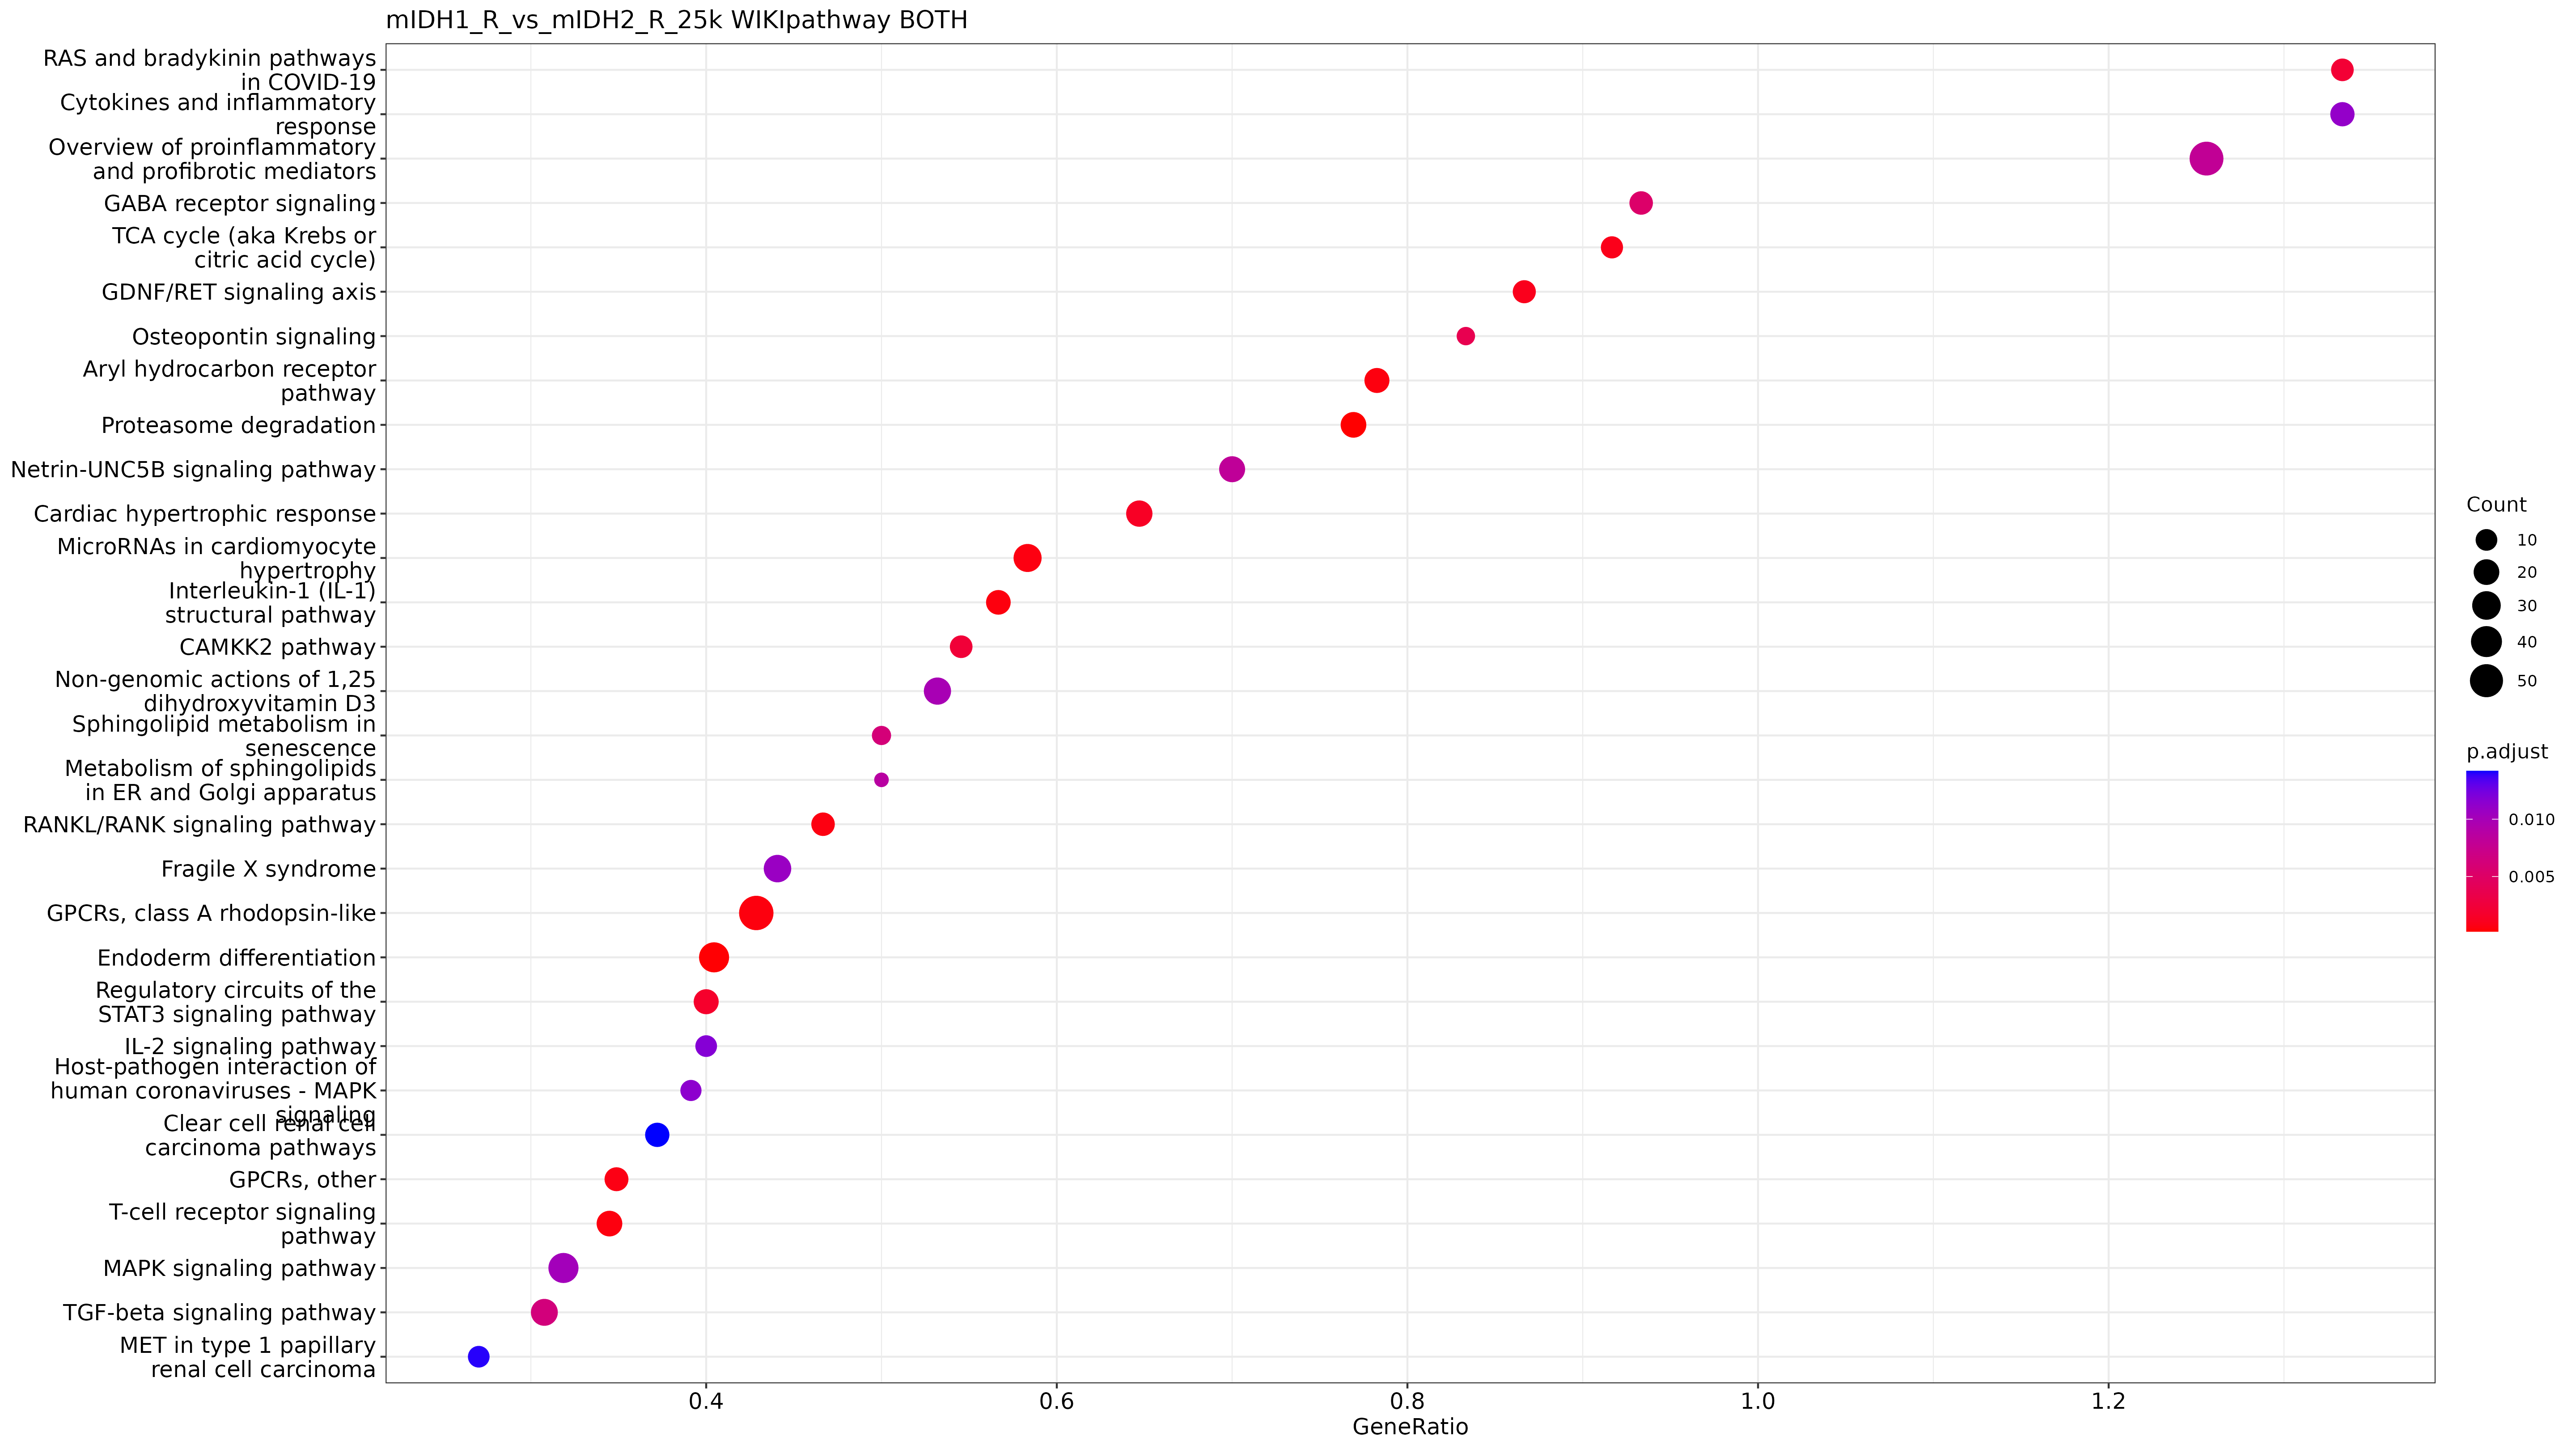 mIDH1_R_vs_mIDH2_R_25k WIKIpathway BOTH
RAS and bradykinin pathways
in COVID-19
Cytokines and inflammatory
response
Overview of proinflammatory
and profibrotic mediators
GABA receptor signaling
TCA cycle (aka Krebs or
citric acid cycle)
GDNF/RET signaling axis
Osteopontin signaling
Aryl hydrocarbon receptor
pathway
Proteasome degradation
Netrin-UNC5B signaling pathway
Cardiac hypertrophic response
MicroRNAs in cardiomyocyte
hypertrophy
Interleukin-1 (IL-1)
structural pathway
CAMKK2 pathway
Non-genomic actions of 1,25
dihydroxyvitamin D3
Sphingolipid metabolism in
senescence
Metabolism of sphingolipids
in ER and Golgi apparatus
RANKL/RANK signaling pathway
Fragile X syndrome
GPCRs, class A rhodopsin-like
Endoderm differentiation
Regulatory circuits of the
STAT3 signaling pathway
IL-2 signaling pathway
Host-pathogen interaction of
human coronaviruses - MAPK
signaling
Clear cell renal cell
carcinoma pathways
GPCRs, other
T-cell receptor signaling
pathway
MAPK signaling pathway
TGF-beta signaling pathway
MET in type 1 papillary
renal cell carcinoma
0.4 0.6 0.8 1.0 1.2
GeneRatio
Count
10
20
30
40
50
p.adjust
0.010
0.005